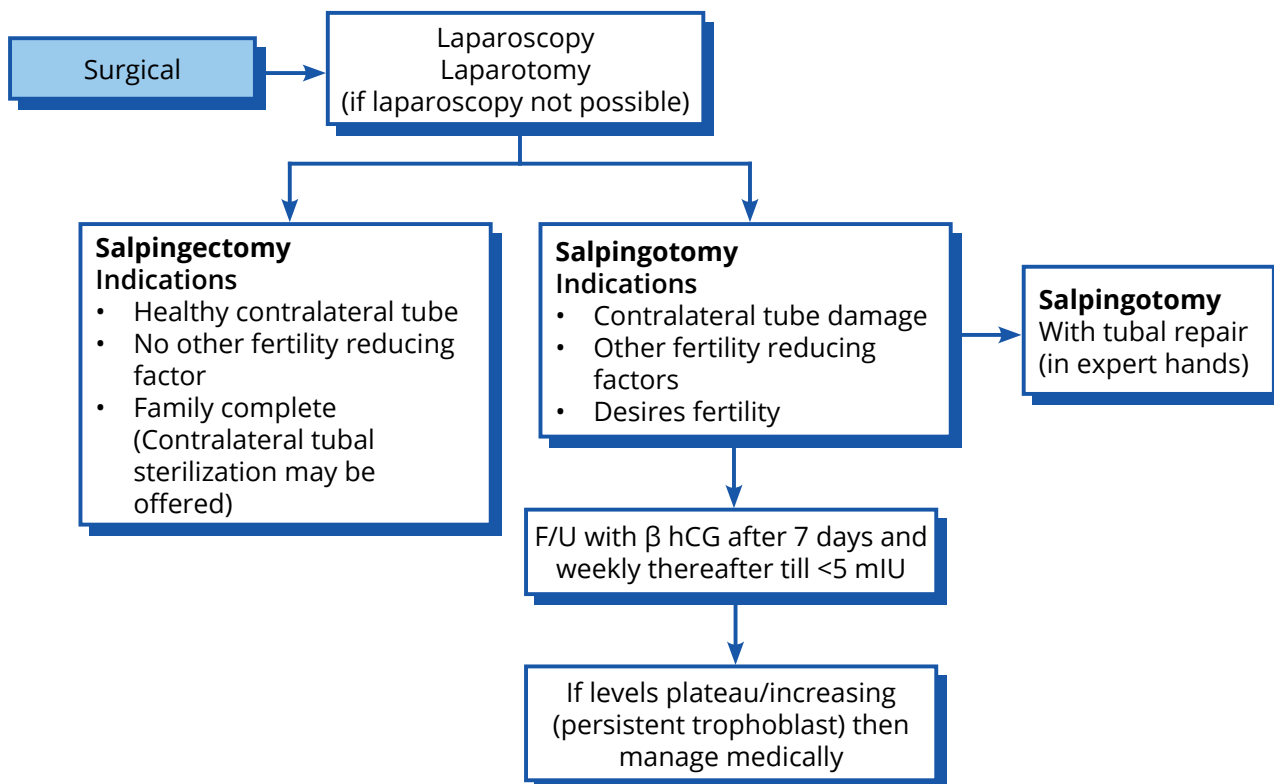 Surgical
Laparoscopy
Laparotomy
(if laparoscopy not possible)
Salpingectomy
Indications
• Healthy contralateral tube
• No other fertility reducing
factor
• Family complete
(Contralateral tubal
sterilization may be
offered)
Salpingotomy
Indications
• Contralateral tube damage
• Other fertility reducing
factors
• Desires fertility
Salpingotomy
With tubal repair
(in expert hands)
F/U with β hCG after 7 days and
weekly thereafter till <5 mIU
If levels plateau/increasing
(persistent trophoblast) then
manage medically